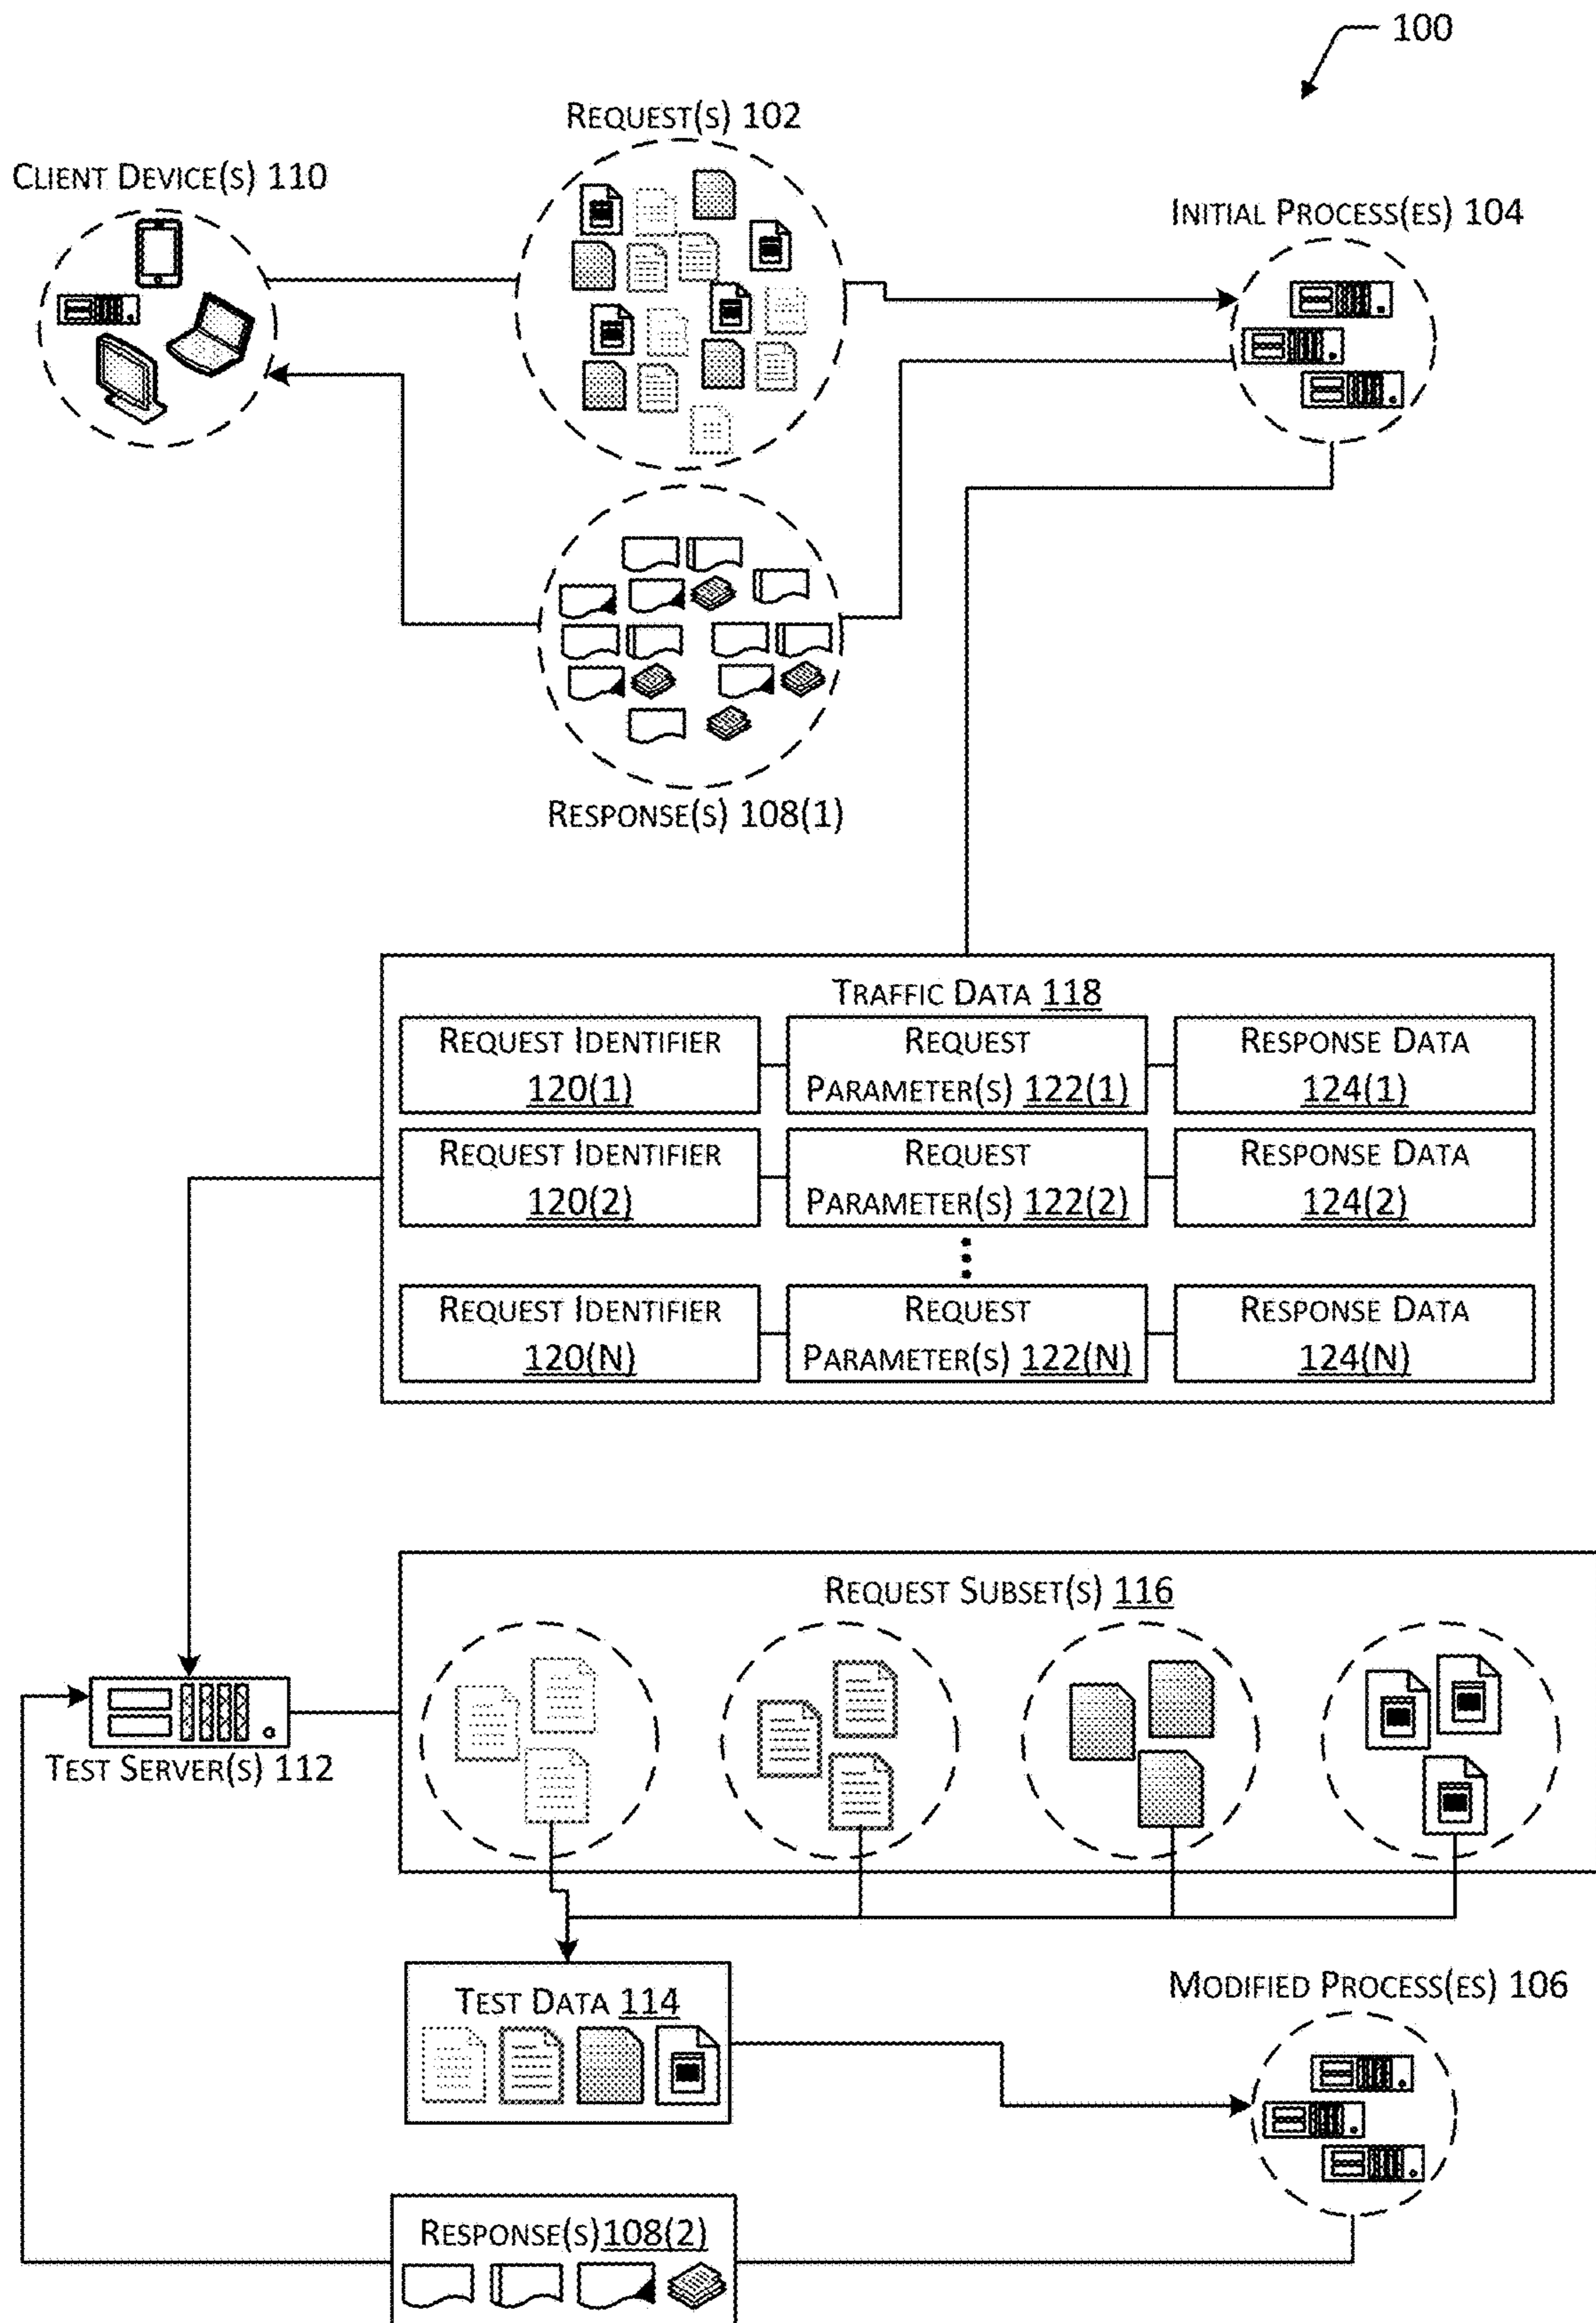 100
REQUEST(S) 102
CLIENT DEVICE(S) 110
INITIAL PROCESS(ES) 104
RESPONSE(S) 108(1)
TRAFFIC DATA 118
REQUEST IDENTIFIER
120(1)
REQUEST
PARAMETER(S) 122(1)
RESPONSE DATA
124(1)
REQUEST IDENTIFIER
120(2)
REQUEST
PARAMETER(S) 122(2)
RESPONSE DATA
124(2)
REQUEST IDENTIFIER
120(N)
REQUEST
PARAMETER(S) 122(N)
RESPONSE DATA
124(N)
REQUEST SUBSET(S) 116
TEST SERVER(S) 112
TEST DATA 114
MODIFIED PROCESS(ES) 106
RESPONSE(S)108(2)